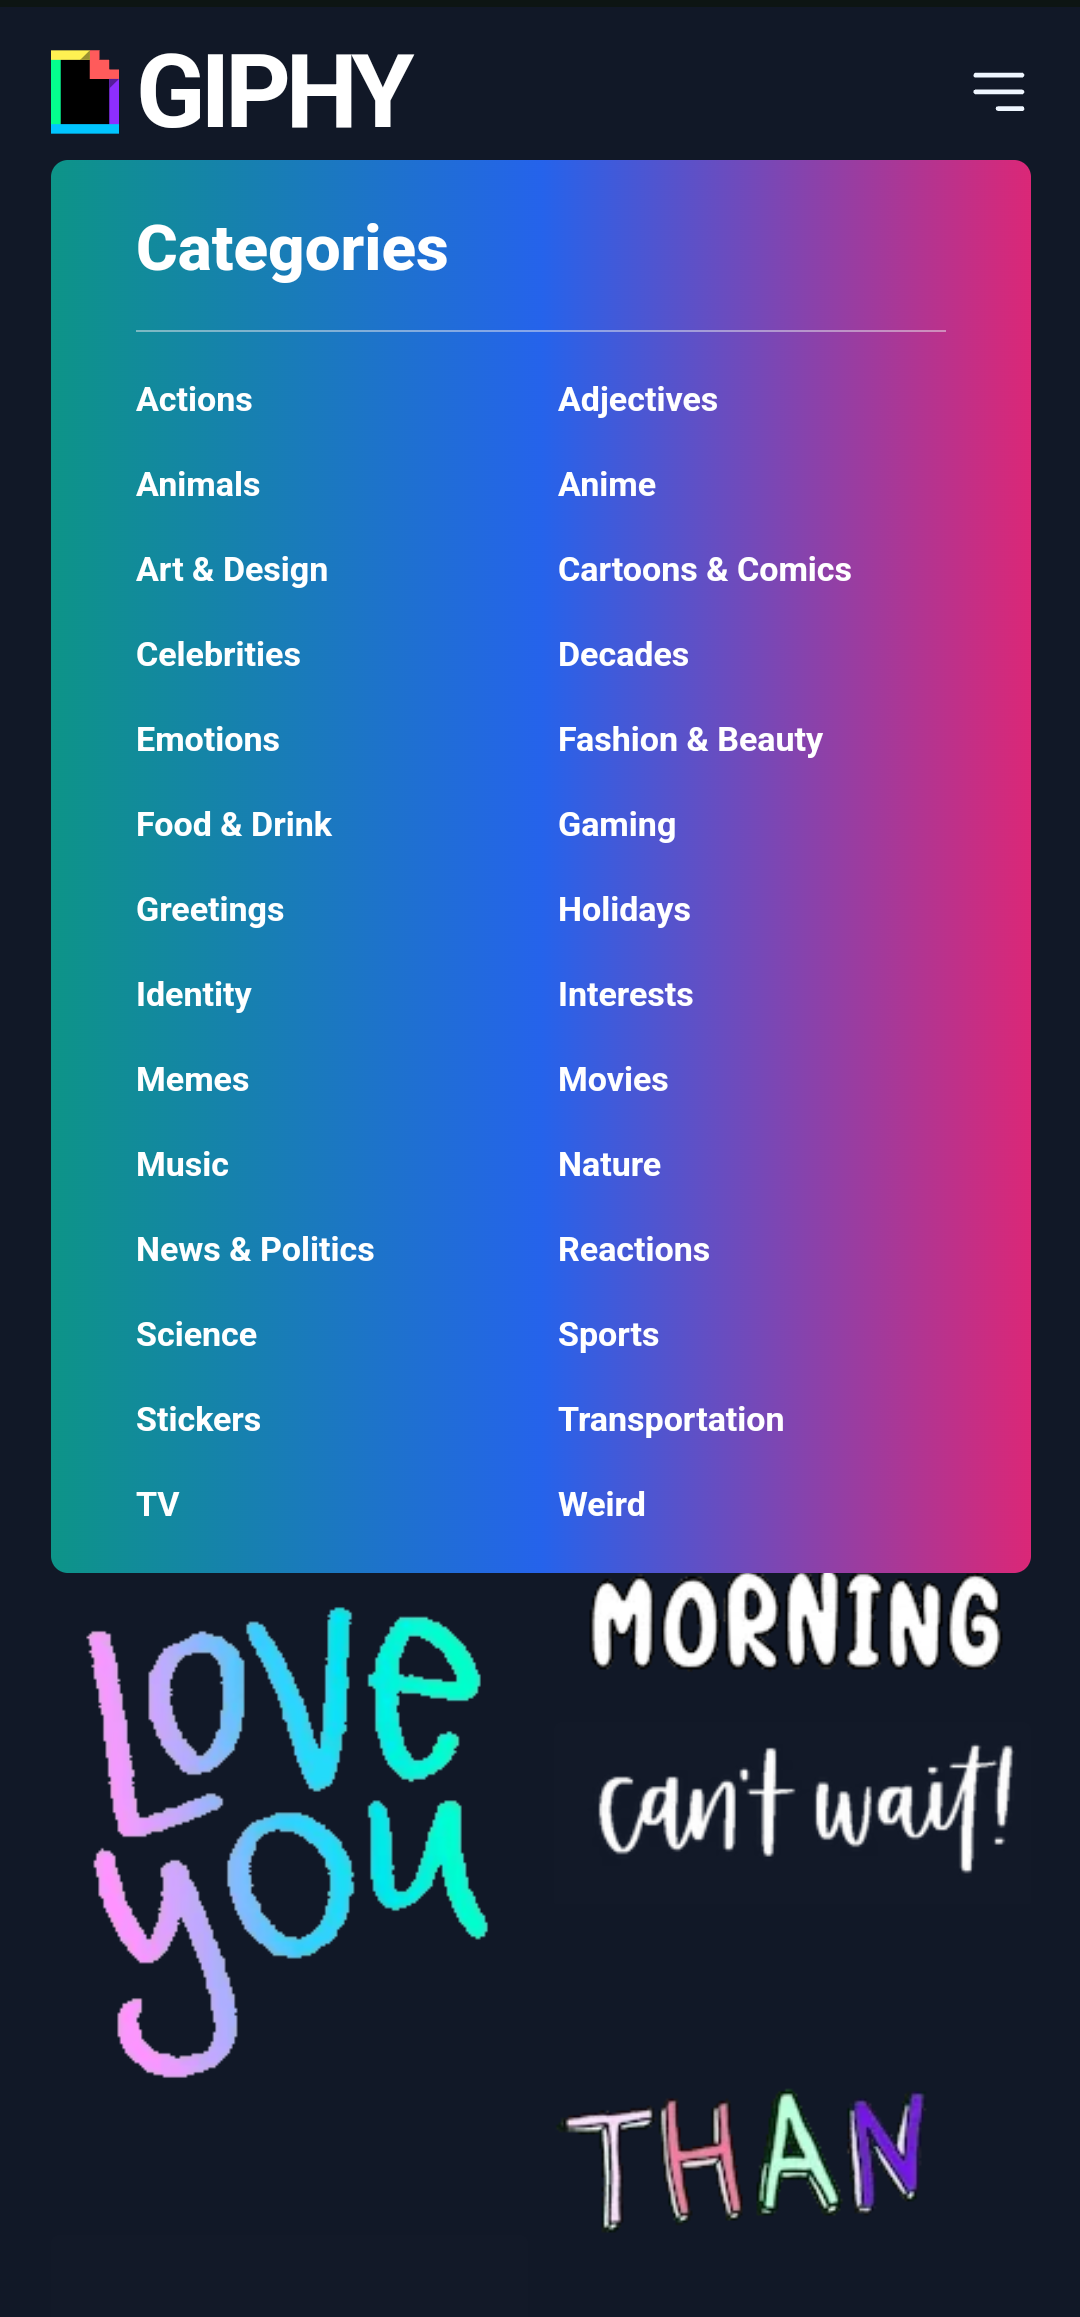 GIPHY
Categories
Actions
Adjectives
Animals
Anime
Art & Design
Cartoons & Comics
Celebrities
Decades
Emotions
Fashion & Beauty
Food & Drink
Gaming
Greetings
Holidays
Identity
Interests
Memes
Movies
Music
Nature
News & Politics
Reactions
Science
Sports
Stickers
Transportation
TV
Weird
MORNING
Love
you
can't wait!
THAN